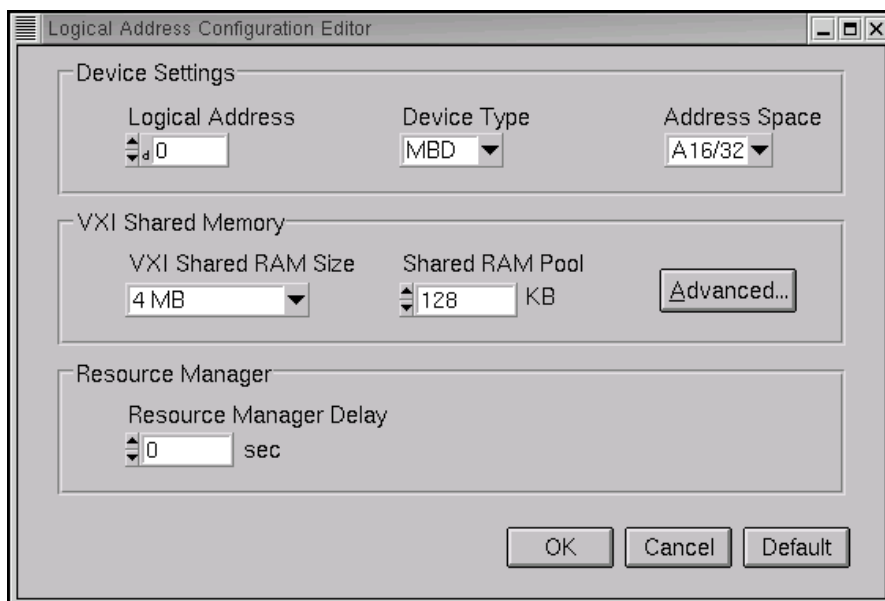 Logical Address Configuration Editor
Device Settings
Logical Address Device Type Address Space
d 0 MBD A16/32
VXI Shared Memory
VXI Shared RAM Size Shared RAM Pool
4 MB 128 KB Advanced...
Resource Manager
Resource Manager Delay
0 sec
OK Cancel Default